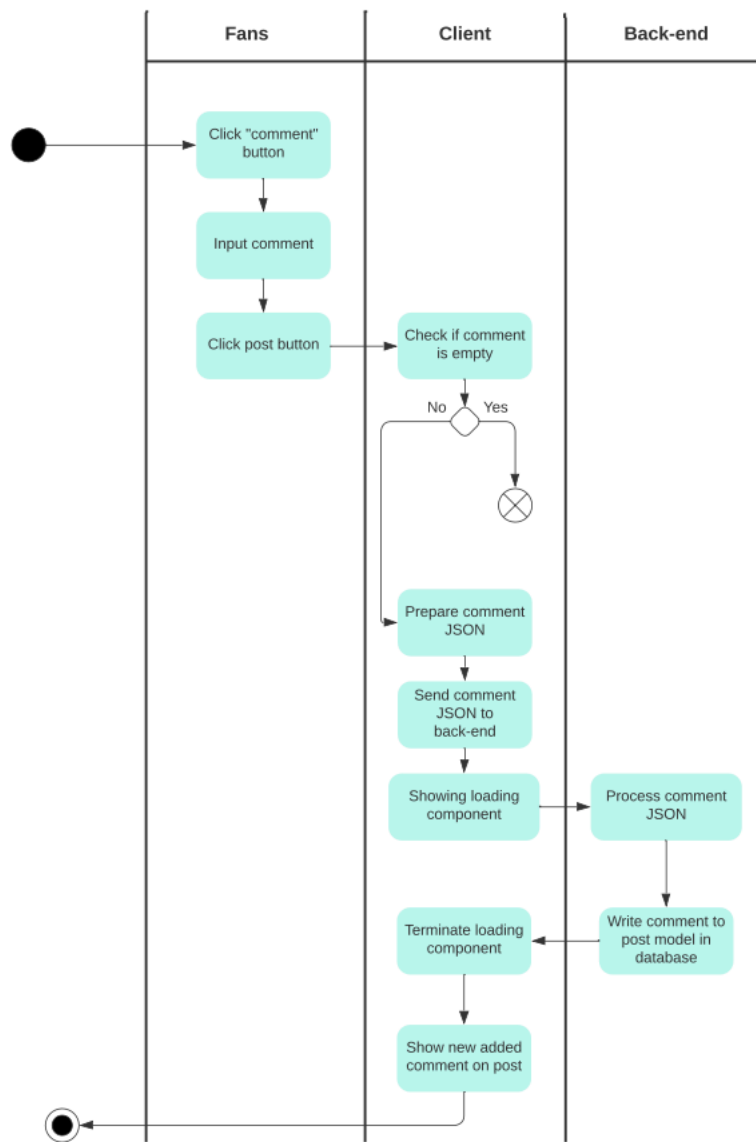 Fans
Client
Back-end
Click "comment"
button
Input comment
Click post button
Check if comment
is empty
No
Yes
Prepare comment
JSON
Send comment
JSON to
back-end
Showing loading
component
Process comment
JSON
Write comment to
post model in
database
Terminate loading
component
Show new added
comment on post